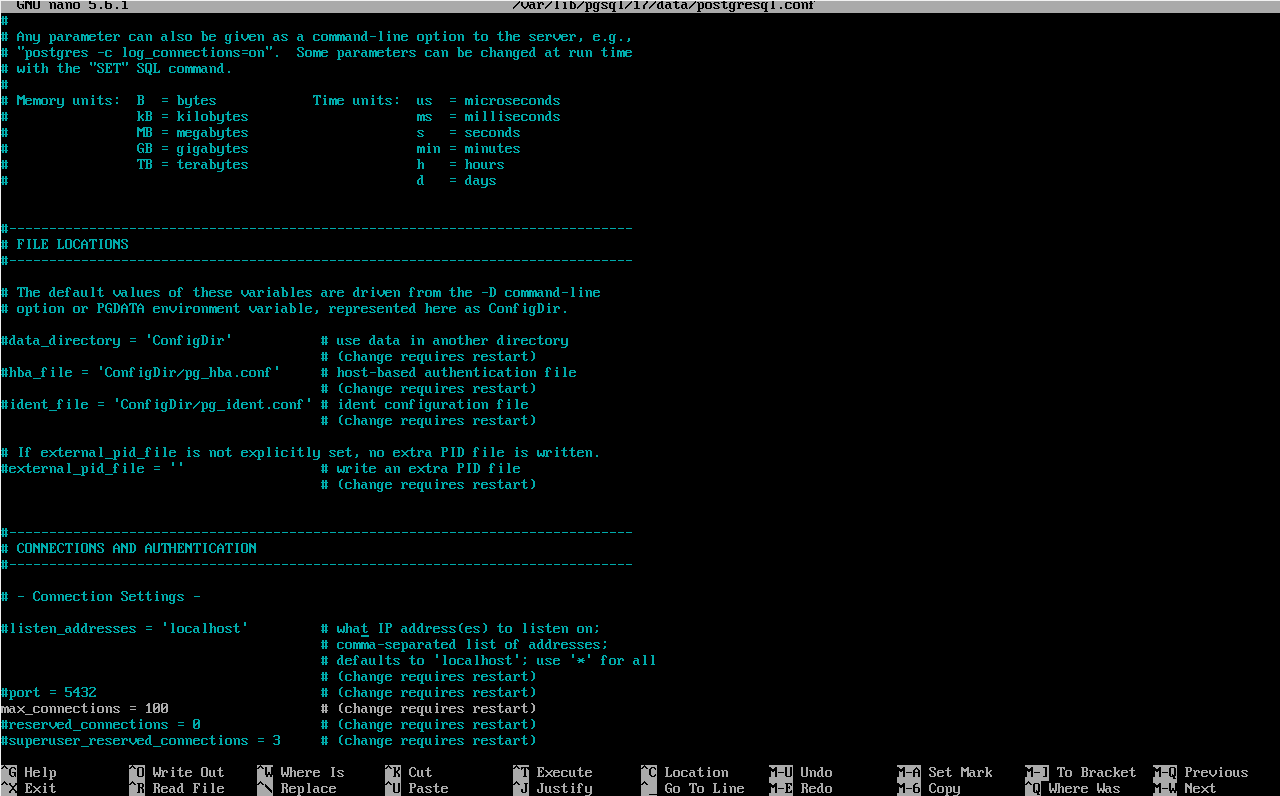 GNU nano 5.6.1                                                /var/lib/pgsql/17/data/postgresql.conf
#
# Any parameter can also be given as a command-line option to the server, e.g.,
# "postgres -c log_connections=on".  Some parameters can be changed at run time
# with the "SET" SQL command.
#
# Memory units:  B  = bytes            Time units:  us  = microseconds
#                kB = kilobytes                     ms  = milliseconds
#                MB = megabytes                     s   = seconds
#                GB = gigabytes                     min = minutes
#                TB = terabytes                     h   = hours
#                                                   d   = days
#------------------------------------------------------------------------------
# FILE LOCATIONS
#------------------------------------------------------------------------------
# The default values of these variables are driven from the -D command-line
# option or PGDATA environment variable, represented here as ConfigDir.
#data_directory = 'ConfigDir'           # use data in another directory
                                        # (change requires restart)
#hba_file = 'ConfigDir/pg_hba.conf'     # host-based authentication file
                                        # (change requires restart)
#ident_file = 'ConfigDir/pg_ident.conf' # ident configuration file
                                        # (change requires restart)
# If external_pid_file is not explicitly set, no extra PID file is written.
#external_pid_file = ''                 # write an extra PID file
                                        # (change requires restart)
#------------------------------------------------------------------------------
# CONNECTIONS AND AUTHENTICATION
#------------------------------------------------------------------------------
# - Connection Settings -
#listen_addresses = 'localhost'         # what IP address(es) to listen on;
                                        # comma-separated list of addresses;
                                        # defaults to 'localhost'; use '*' for all
                                        # (change requires restart)
#port = 5432                            # (change requires restart)
max_connections = 100                   # (change requires restart)
#reserved_connections = 0               # (change requires restart)
#superuser_reserved_connections = 3     # (change requires restart)
^G Help         ^O Write Out    ^W Where Is     ^K Cut          ^T Execute      ^C Location     M-U Undo        M-A Set Mark    M-] To Bracket  M-Q Previous
^X Exit         ^R Read File    ^\ Replace      ^U Paste        ^J Justify      ^_ Go To Line   M-E Redo        M-6 Copy        ^Q Where Was    M-W Next